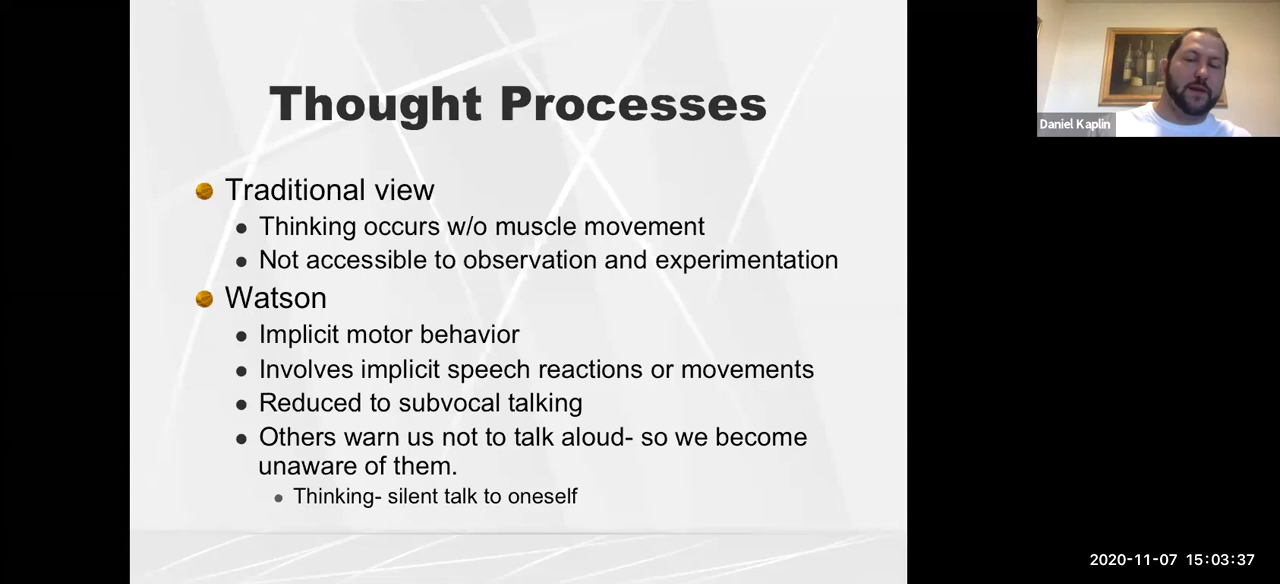 Thought Processes
Traditional view
Thinking occurs w/o muscle movement
Not accessible to observation and experimentation
Watson
Implicit motor behavior
Involves implicit speech reactions or movements
Reduced to subvocal talking
Others warn us not to talk aloud- so we become
unaware of them.
Thinking- silent talk to oneself
Daniel Kaplin
2020-11-07 15:03:37